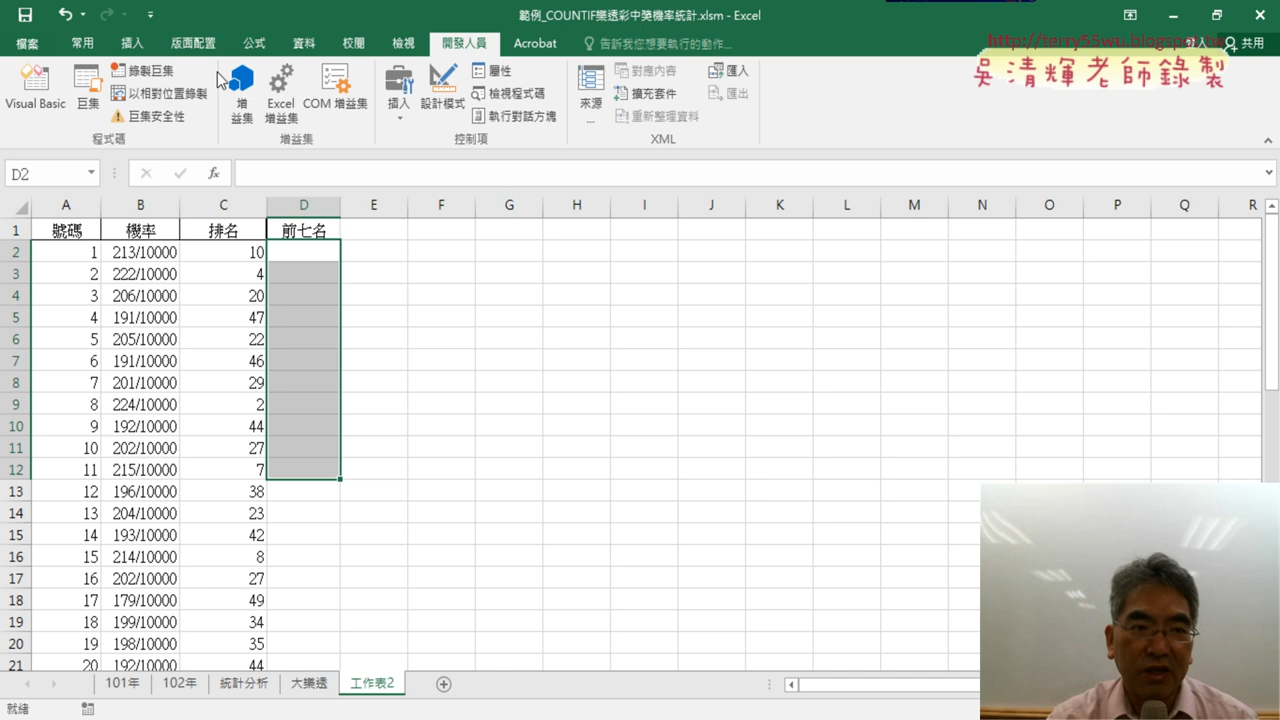 範例_COUNTIF樂透彩中獎機率統計.xlsm - Excel
檔案 常用 插入 版面配置 公式 資料 校閱 檢視 開發人員 Acrobat 告訴我您想要執行的動作... 登入 共用
http://terry55wu.blogspot.tw
吳清輝老師錄製
Visual Basic 巨集 錄製巨集 以相對位置錄製 巨集安全性 程式碼
增益集 Excel 增益集 COM 增益集 增益集
插入 設計模式 屬性 檢視程式碼 執行對話方塊 控制項
來源... 對應內容 擴充套件 重新整理資料 匯入 匯出 XML
D2 fx
A B C D E F G H I J K L M N O P Q R
1 號碼 機率 排名 前七名
2 1 213/10000 10
3 2 222/10000 4
4 3 206/10000 20
5 4 191/10000 47
6 5 205/10000 22
7 6 191/10000 46
8 7 201/10000 29
9 8 224/10000 2
10 9 192/10000 44
11 10 202/10000 27
12 11 215/10000 7
13 12 196/10000 38
14 13 204/10000 23
15 14 193/10000 42
16 15 214/10000 8
17 16 202/10000 27
18 17 179/10000 49
19 18 199/10000 34
20 19 198/10000 35
21 20 192/10000 44
101年 102年 統計分析 大樂透 工作表2
就緒